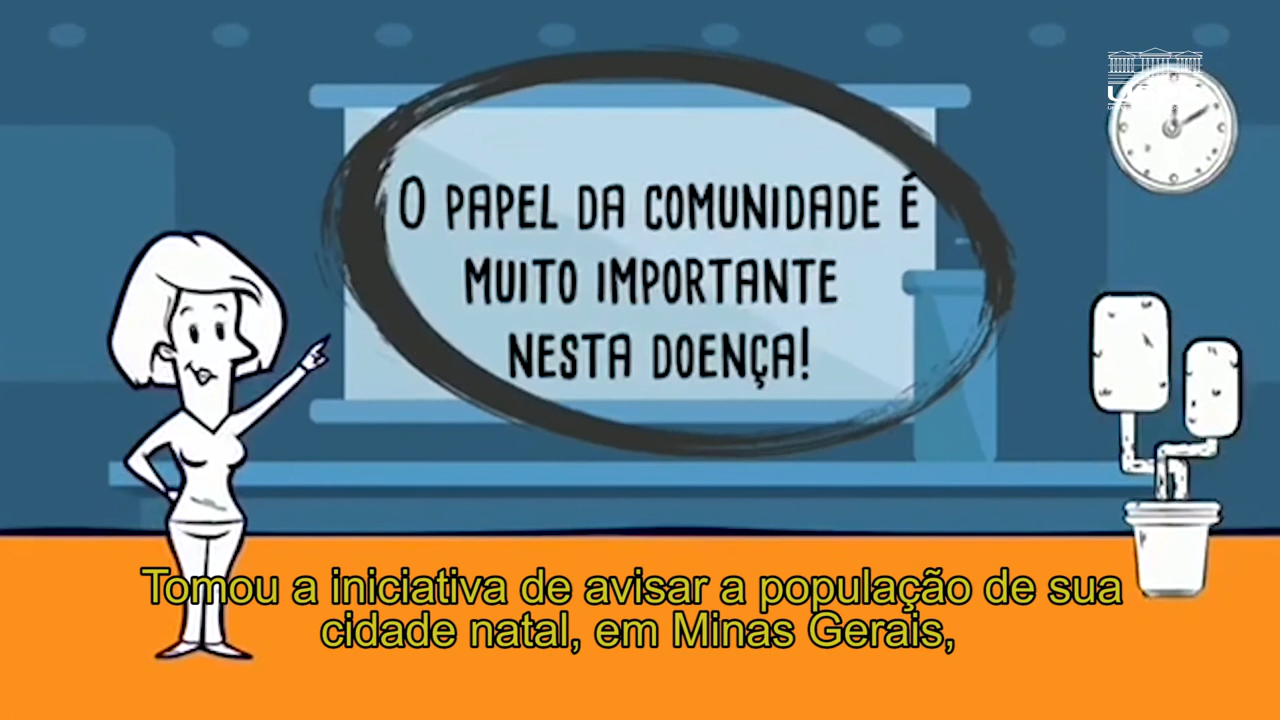 O PAPEL DA COMUNIDADE É
MUITO IMPORTANTE
NESTA DOENÇA!
Tomou a iniciativa de avisar a população de sua
cidade natal, em Minas Gerais,